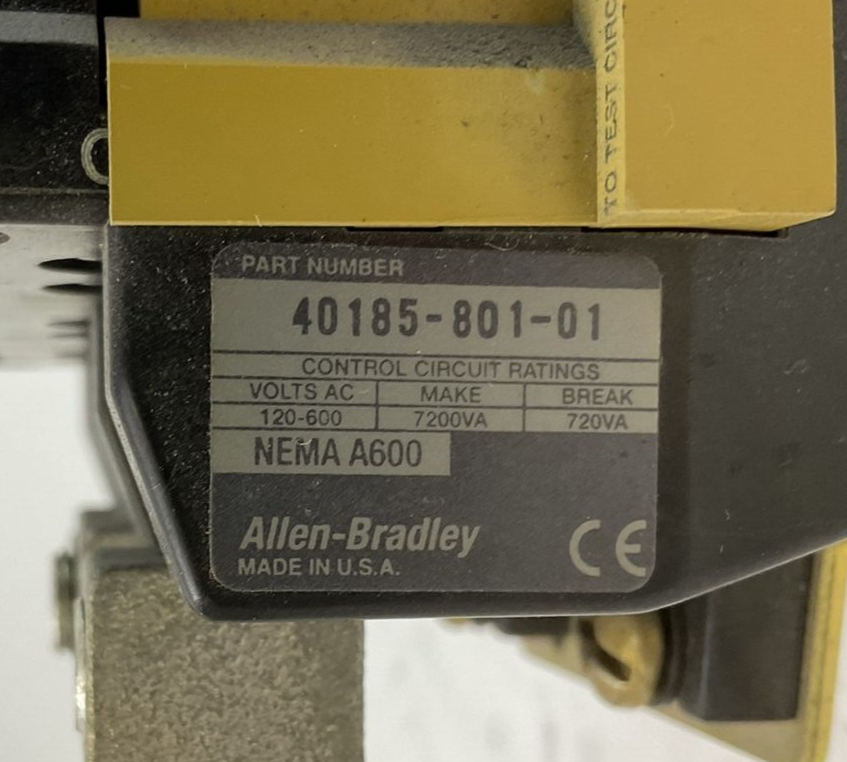 TO TEST CIRC
PART NUMBER
40185-801-01
CONTROL CIRCUIT RATINGS
VOLTS AC MAKE BREAK
120-600 7200VA 720VA
NEMA A600
Allen-Bradley CE
MADE IN U.S.A.